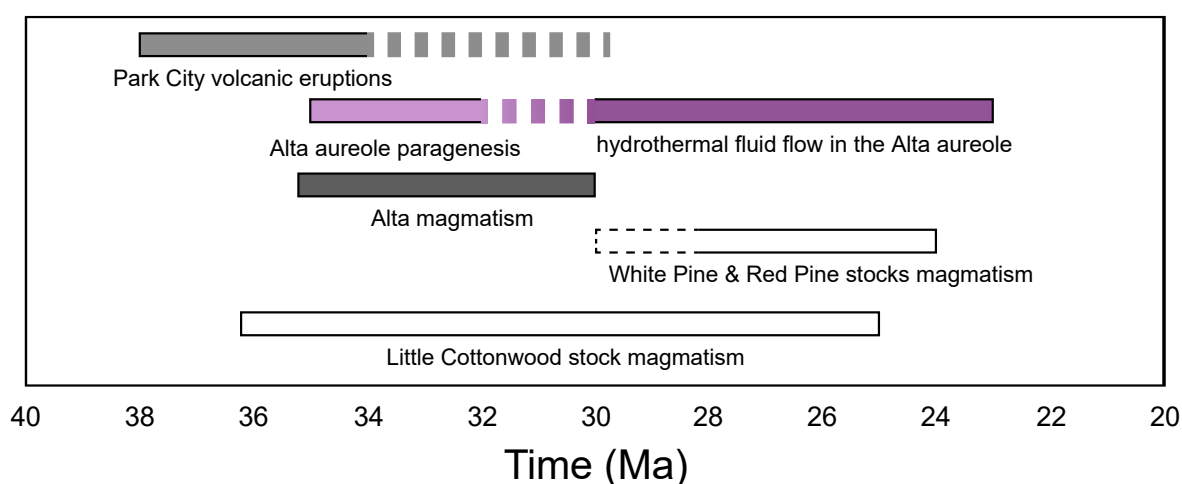 Park City volcanic eruptions
Alta aureole paragenesis
hydrothermal fluid flow in the Alta aureole
Alta magmatism
White Pine & Red Pine stocks magmatism
Little Cottonwood stock magmatism
40 38 36 34 32 30 28 26 24 22 20
Time (Ma)